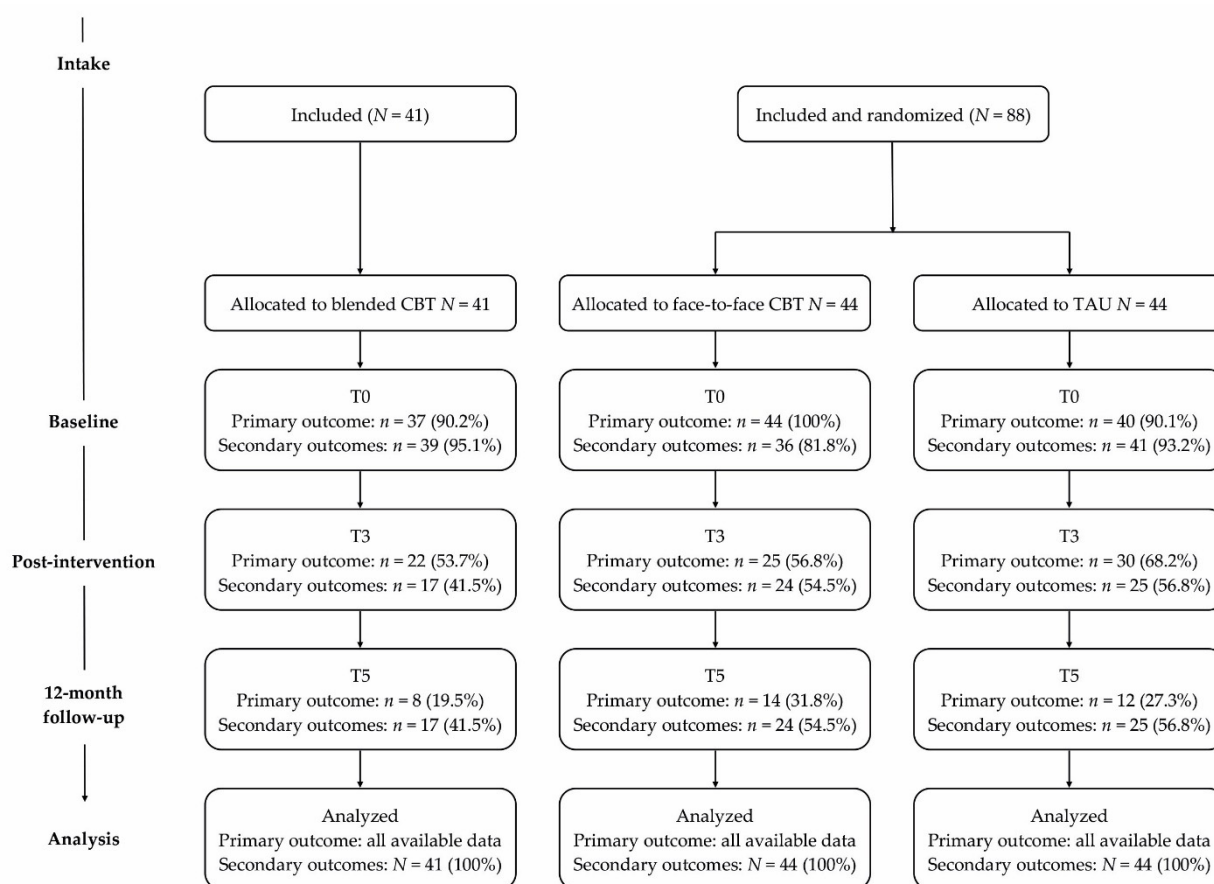 Intake
Included (N = 41)
Included and randomized (N = 88)
Allocated to blended CBT N = 41
Allocated to face-to-face CBT N = 44
Allocated to TAU N = 44
Baseline
T0
Primary outcome: n = 37 (90.2%)
Secondary outcomes: n = 39 (95.1%)
T0
Primary outcome: n = 44 (100%)
Secondary outcomes: n = 36 (81.8%)
T0
Primary outcome: n = 40 (90.1%)
Secondary outcomes: n = 41 (93.2%)
Post-intervention
T3
Primary outcome: n = 22 (53.7%)
Secondary outcomes: n = 17 (41.5%)
T3
Primary outcome: n = 25 (56.8%)
Secondary outcomes: n = 24 (54.5%)
T3
Primary outcome: n = 30 (68.2%)
Secondary outcomes: n = 25 (56.8%)
12-month
follow-up
T5
Primary outcome: n = 8 (19.5%)
Secondary outcomes: n = 17 (41.5%)
T5
Primary outcome: n = 14 (31.8%)
Secondary outcomes: n = 24 (54.5%)
T5
Primary outcome: n = 12 (27.3%)
Secondary outcomes: n = 25 (56.8%)
Analysis
Analyzed
Primary outcome: all available data
Secondary outcomes: N = 41 (100%)
Analyzed
Primary outcome: all available data
Secondary outcomes: N = 44 (100%)
Analyzed
Primary outcome: all available data
Secondary outcomes: N = 44 (100%)